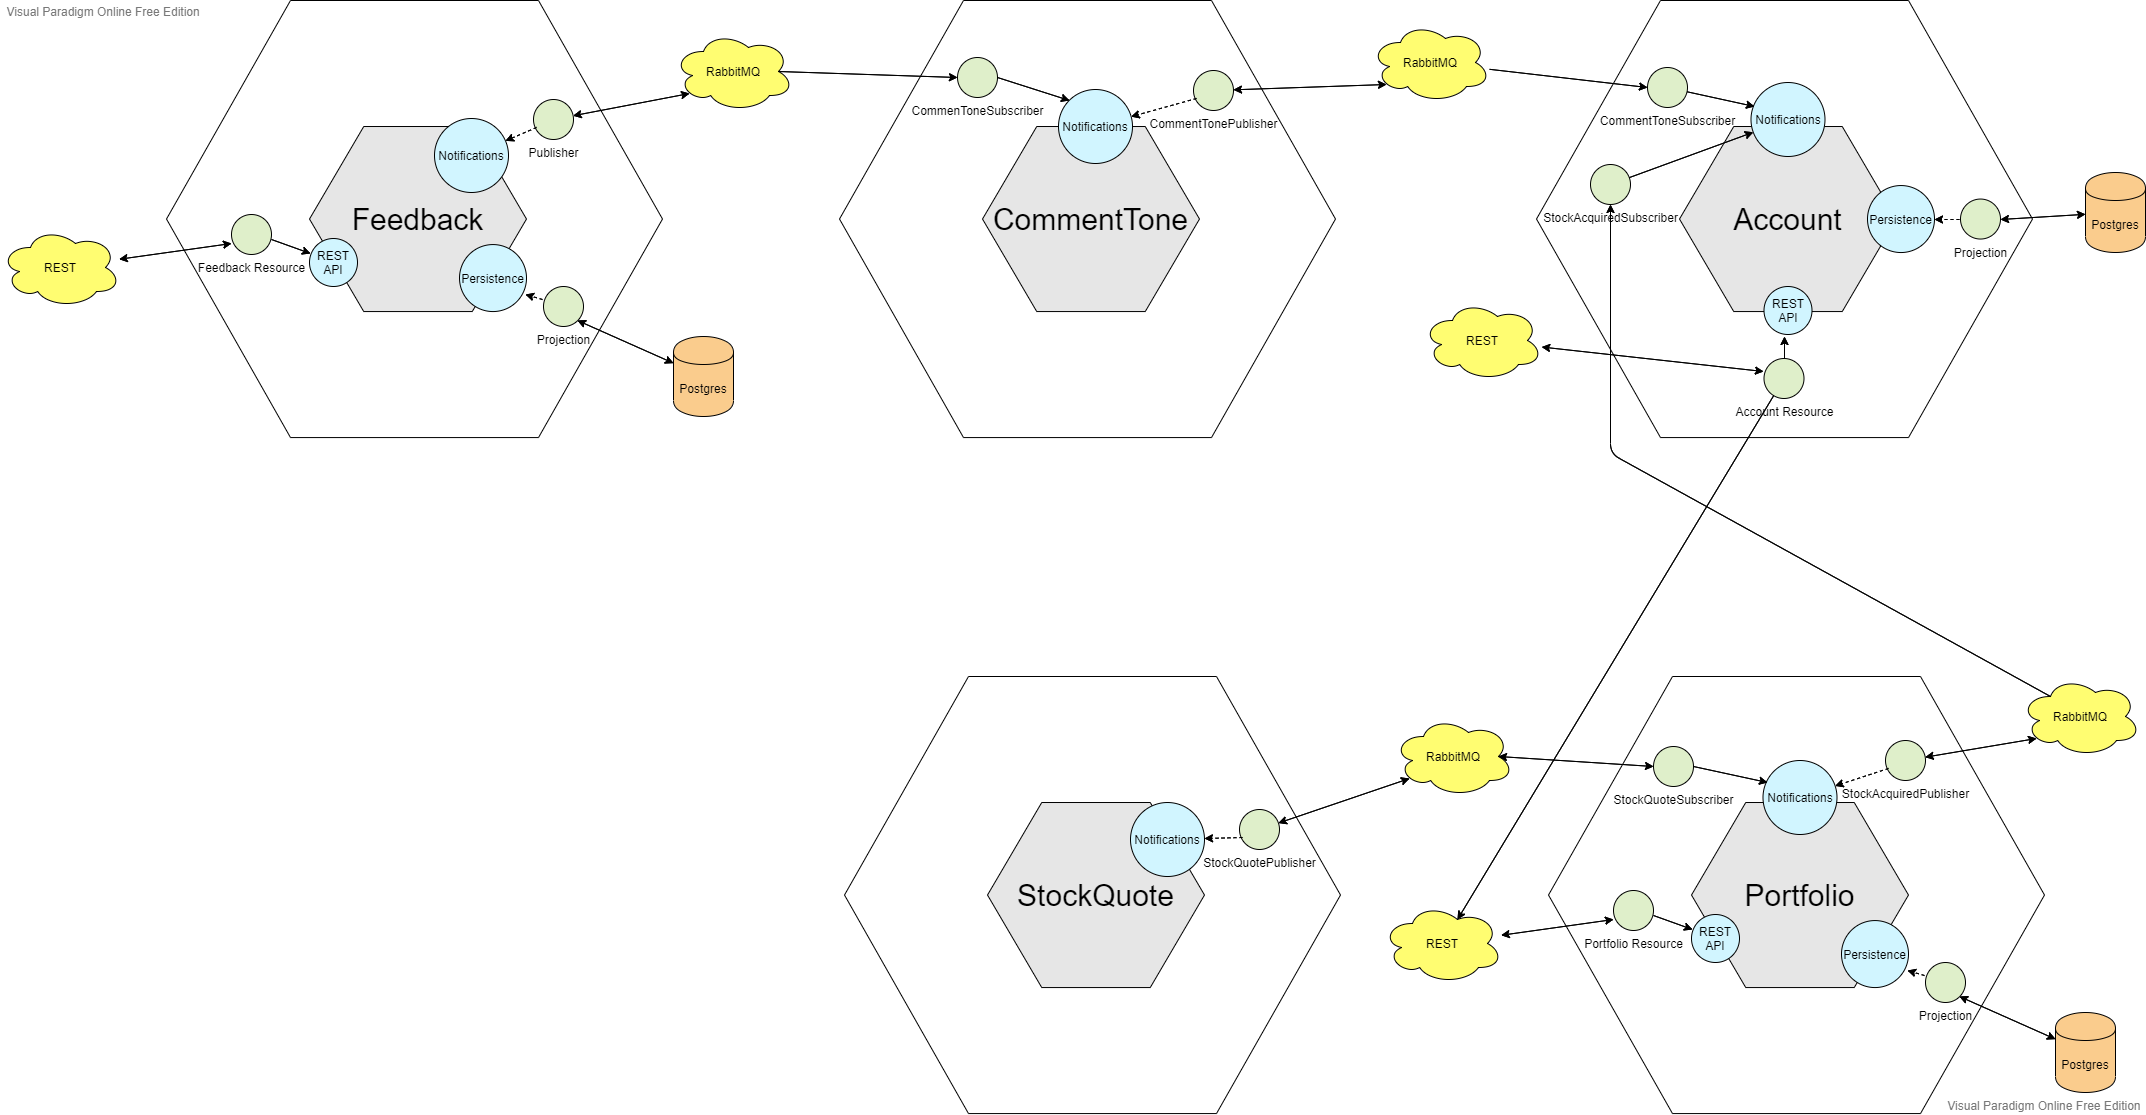 Visual Paradigm Online Free Edition
RabbitMQ
RabbitMQ
CommenToneSubscriber
CommentTonePublisher
CommentToneSubscriber
Notifications
Notifications
Notifications
Publisher
Feedback
CommentTone
StockAcquiredSubscriber
Account
Persistence
Projection
Postgres
REST
Feedback Resource
REST
API
Persistence
Projection
Postgres
REST
REST
API
Account Resource
RabbitMQ
RabbitMQ
StockQuoteSubscriber
Notifications
StockAcquiredPublisher
Notifications
StockQuotePublisher
StockQuote
Portfolio
REST
Portfolio Resource
REST
API
Persistence
Projection
Postgres
Visual Paradigm Online Free Edition